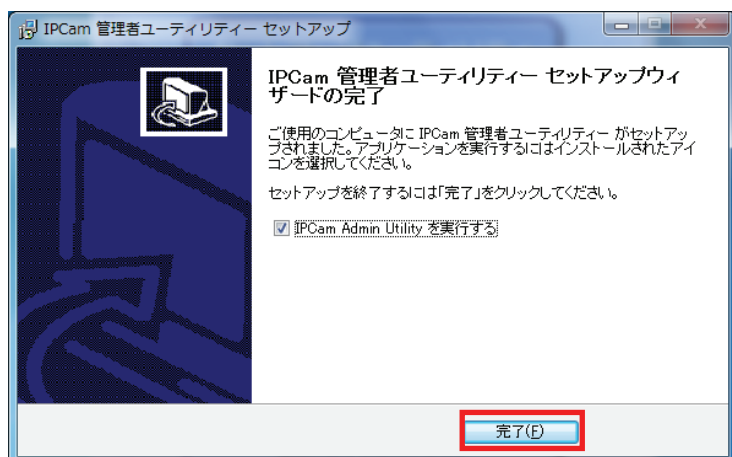 IPCam 管理者ユーティリティー セットアップ
IPCam 管理者ユーティリティー セットアップウィ
ザードの完了
ご使用のコンピュータに IPCam 管理者ユーティリティー がセットアッ
プされました。アプリケーションを実行するにはインストールされたアイ
コンを選択してください。
セットアップを終了するには「完了」をクリックしてください。
IPCam Admin Utility を実行する
完了(F)